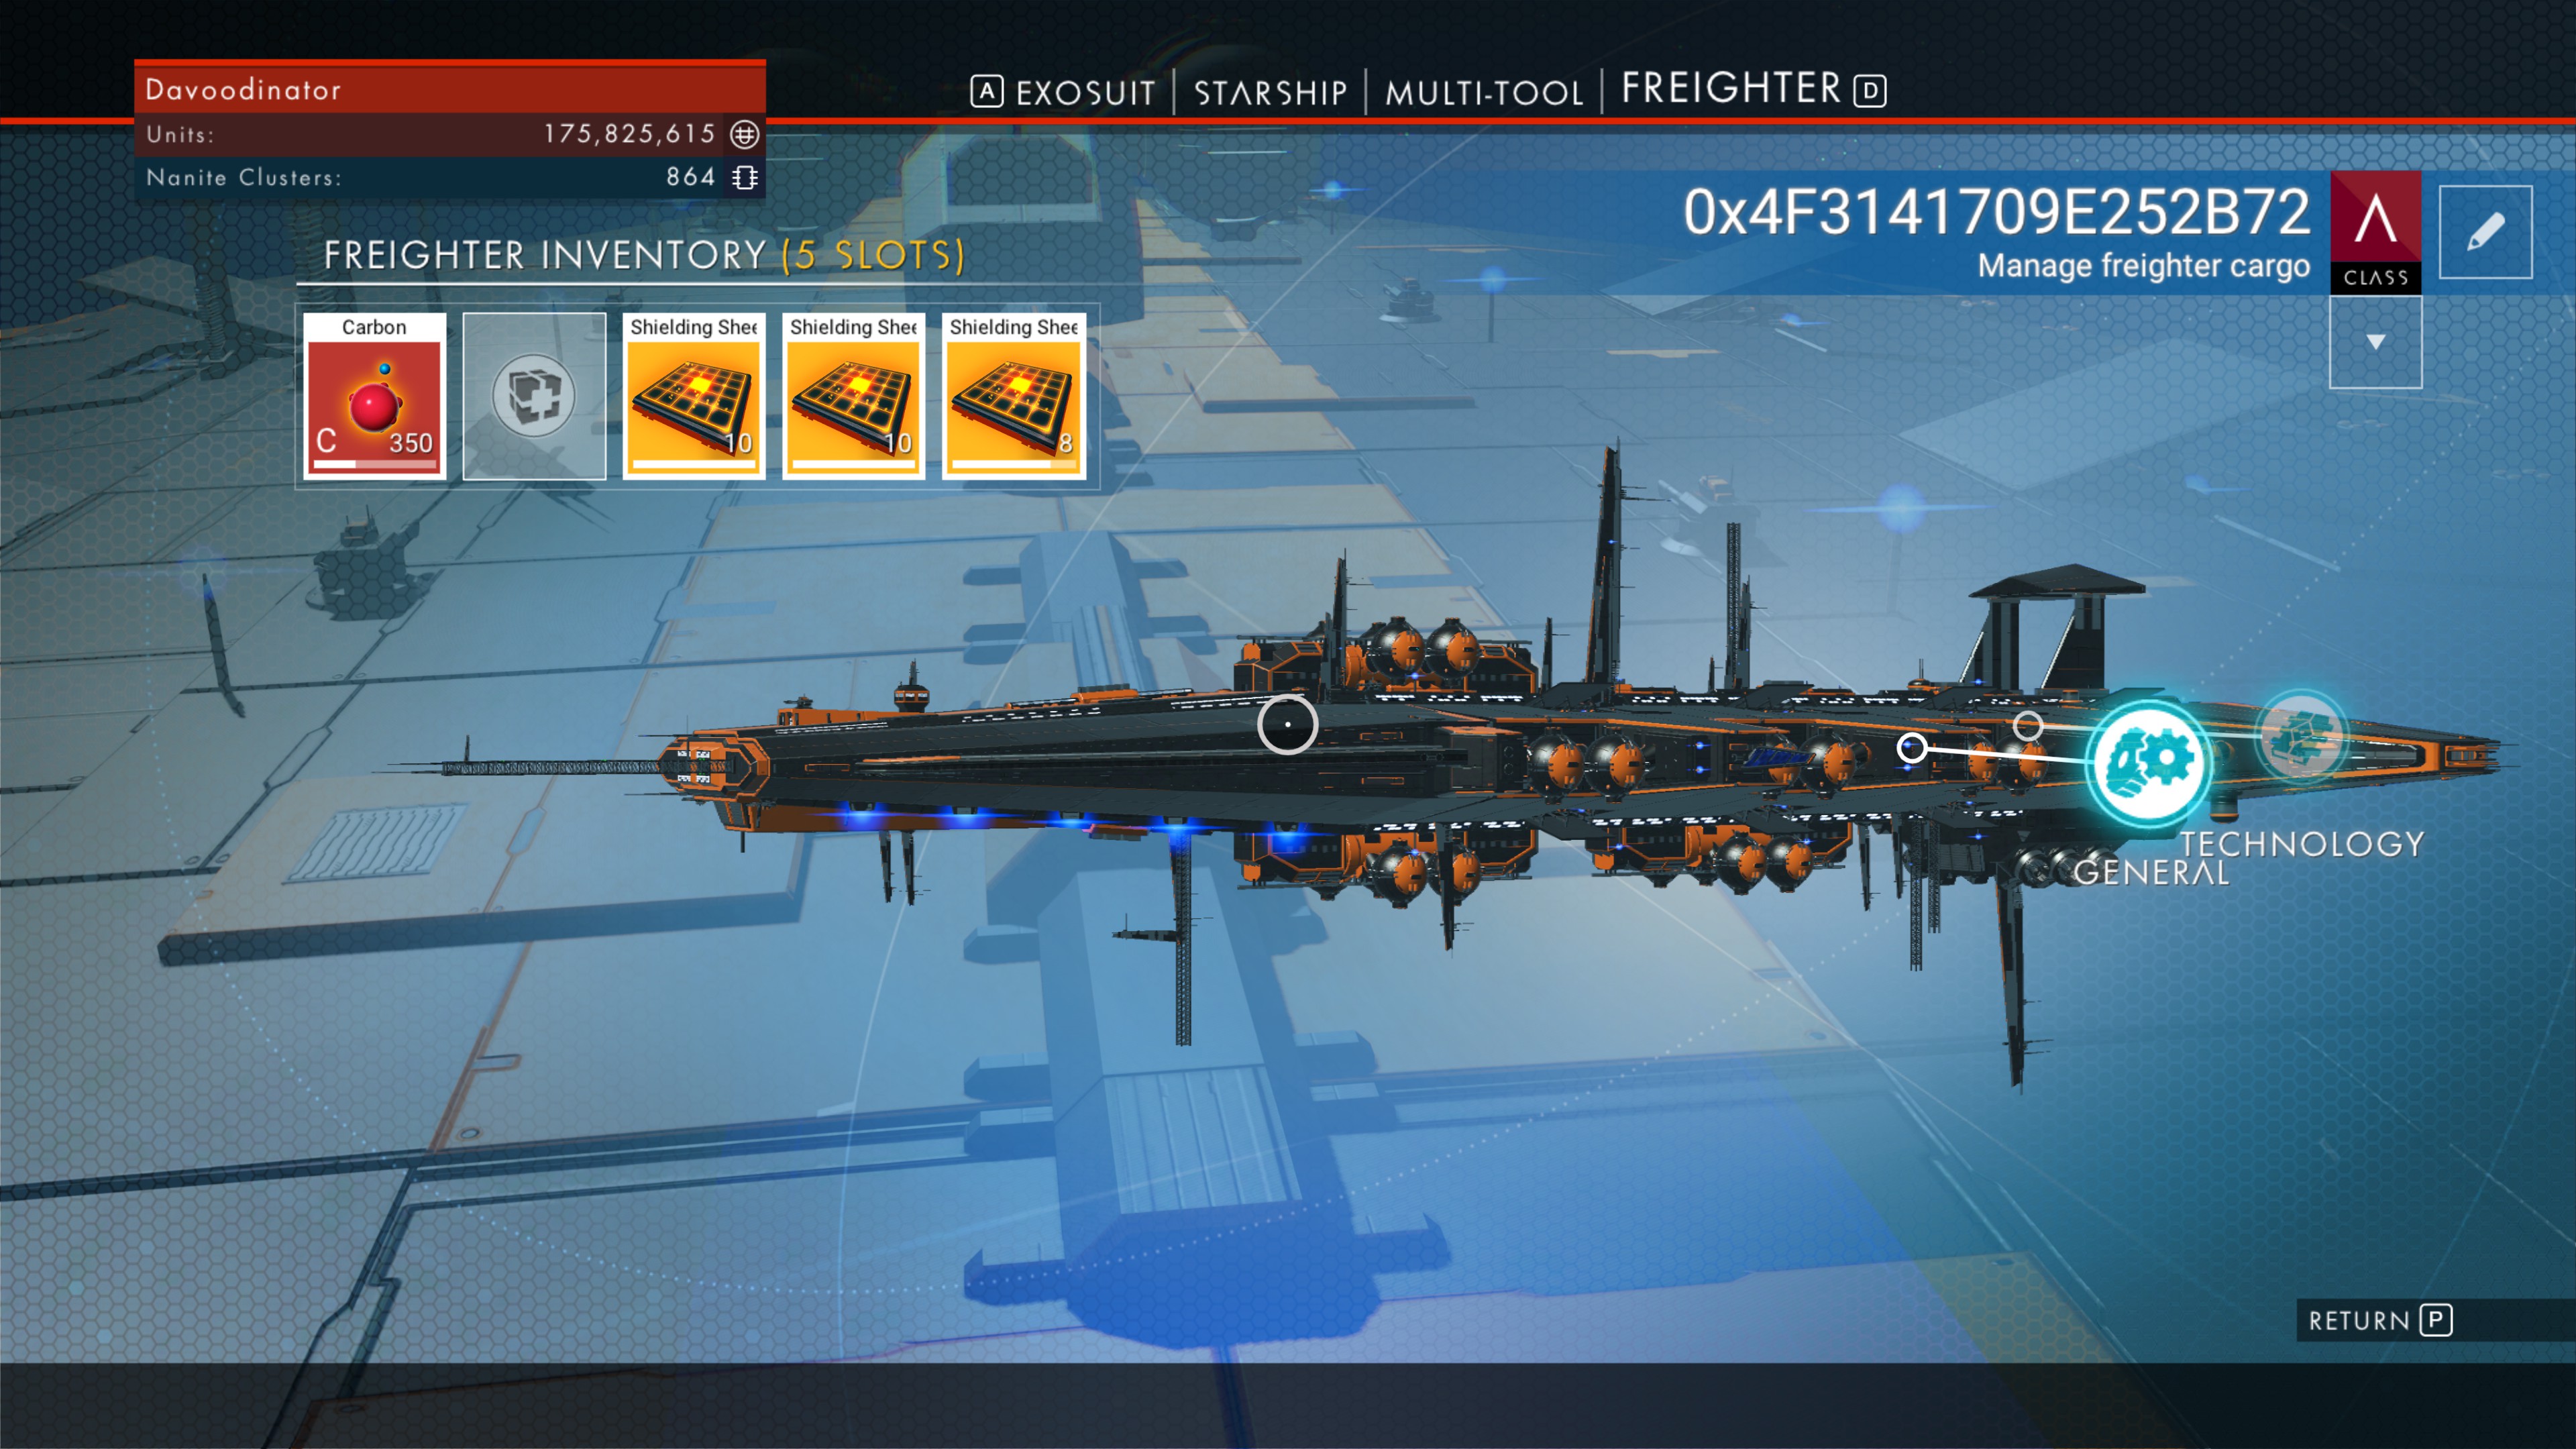 Davoodinator
Units: 175,825,615
Nanite Clusters: 864
A EXOSUIT STARSHIP MULTI-TOOL FREIGHTER D
0x4F3141709E252B72
Manage freighter cargo
A
CLASS
FREIGHTER INVENTORY (5 SLOTS)
Carbon
C 350
Shielding Shee
10
Shielding Shee
10
Shielding Shee
8
TECHNOLOGY
GENERAL
RETURN P